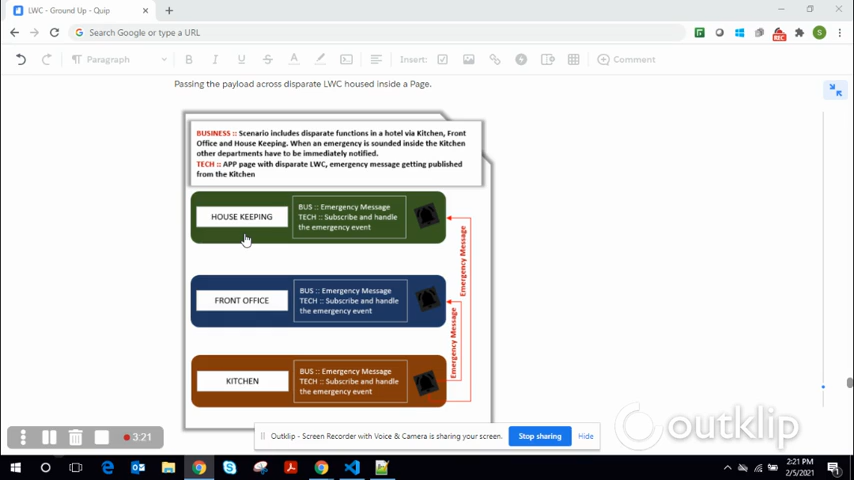 LWC - Ground Up - Quip
Search Google or type a URL
REC
S
Paragraph
B I U S A
Insert:
Comment
Passing the payload across disparate LWC housed inside a Page.
BUSINESS :: Scenario includes disparate functions in a hotel via Kitchen, Front
Office and House Keeping. When an emergency is sounded inside the Kitchen
other departments have to be immediately notified.
TECH :: APP page with disparate LWC, emergency message getting published
from the Kitchen
HOUSE KEEPING
BUS :: Emergency Message
TECH :: Subscribe and handle
the emergency event
Emergency Message
FRONT OFFICE
BUS :: Emergency Message
TECH :: Subscribe and handle
the emergency event
Emergency Message
KITCHEN
BUS :: Emergency Message
TECH :: Subscribe and handle
the emergency event
3:21
Outklip - Screen Recorder with Voice & Camera is sharing your screen.
Stop sharing
Hide
outklip
2:21 PM
2/5/2021